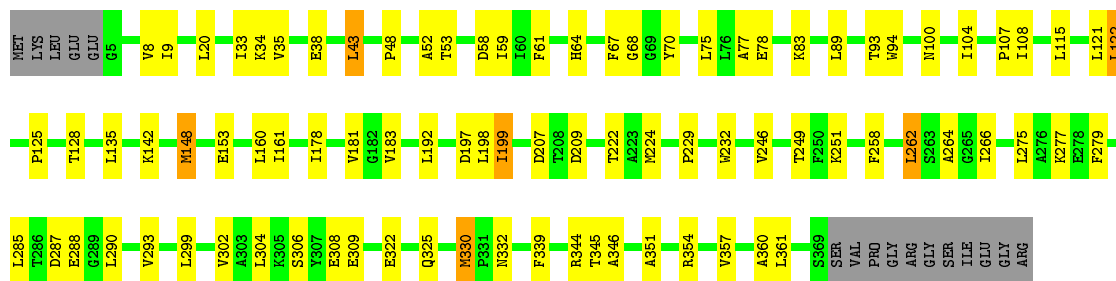 MET LYS LEU GLU GLU G5 V8 I9 L20 I33 K34 V35 E38 L43 P48 A52 T53 D58 I59 I60 F61 H64 F67 G68 G69 Y70 L75 L76 A77 E78 K83 L89 T93 W94 N100 I104 P107 I108 L115 L121 L122
P125 T128 L135 K142 M148 E153 L160 I161 I178 V181 G182 V183 L192 D197 L198 I199 D207 T208 D209 T222 A223 M224 P229 W232 V246 T249 F250 K251 F258 L262 S263 A264 G265 I266 L275 A276 K277 E278 F279
L285 T286 D287 E288 G289 L290 V293 L299 V302 A303 L304 K305 S306 Y307 E308 E309 E322 Q325 M330 P331 N332 F339 R344 T345 A346 A351 R354 V357 A360 L361 S369 SER VAL PRO GLY ARG GLY SER ILE GLU GLY ARG